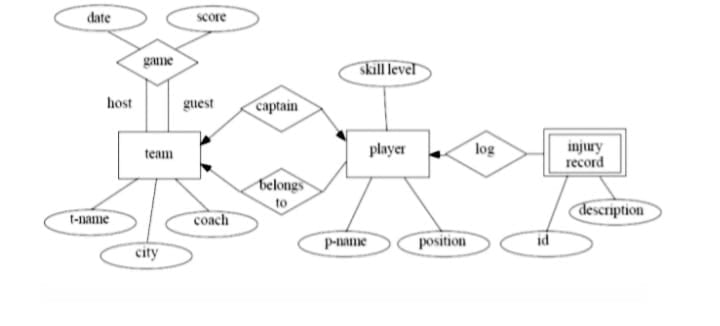 date
score
game
skill level
host
guest
captain
team
player
log
injury
record
belongs
to
t-name
coach
description
city
p-name
position
id